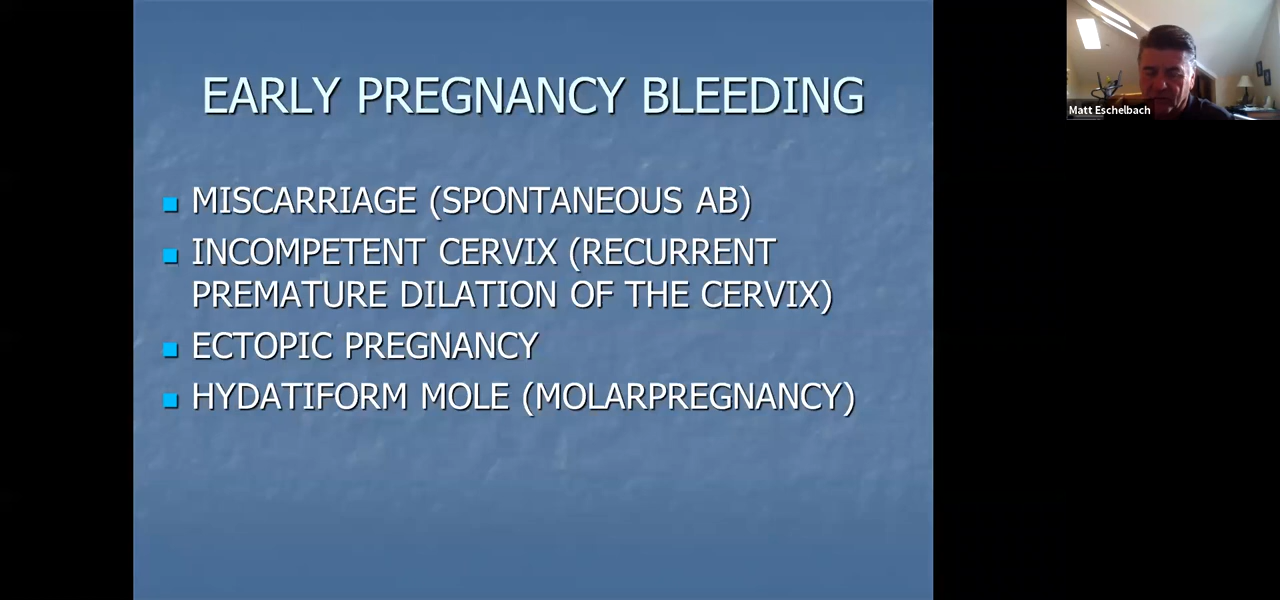 EARLY PREGNANCY BLEEDING
MISCARRIAGE (SPONTANEOUS AB)
INCOMPETENT CERVIX (RECURRENT
PREMATURE DILATION OF THE CERVIX)
ECTOPIC PREGNANCY
HYDATIFORM MOLE (MOLARPREGNANCY)
Matt Eschelbach